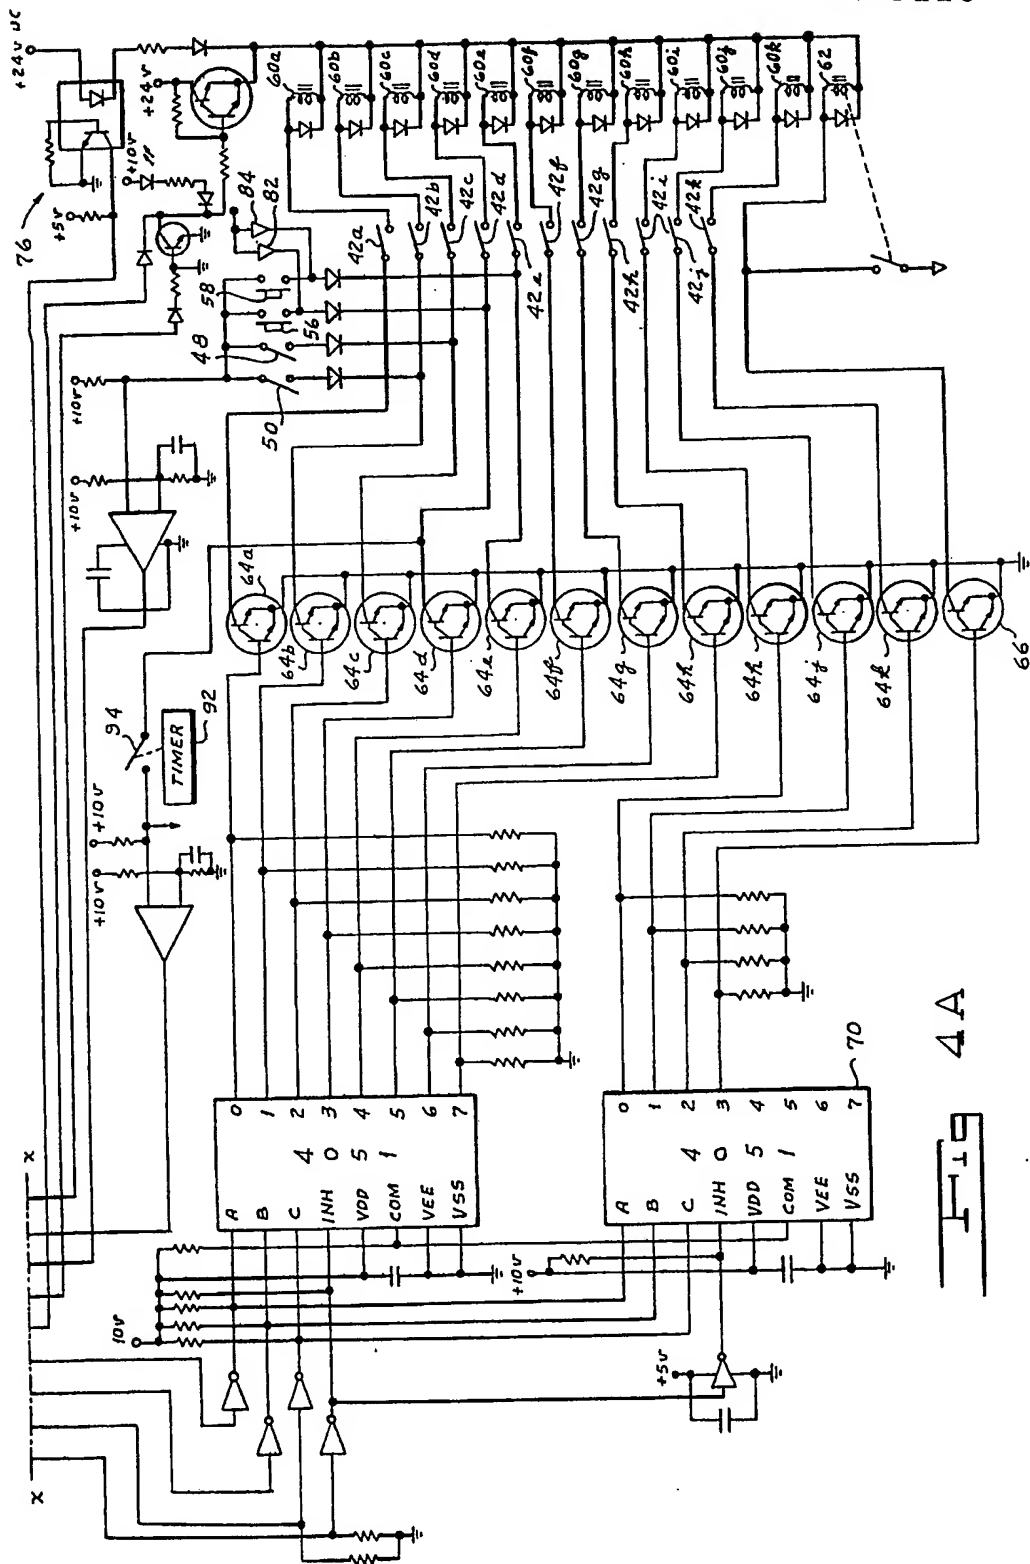 +24v DC
76
+5v
+10v
+24v
60a
60b
60c
60d
60e
60f
60g
60h
60i
60j
60k
62
84
82
58
56
48
50
42a
42b
42c
42d
42e
42f
42g
42h
42i
42j
42k
+10v
+10v
94
92
TIMER
+10v
+10v
64a
64b
64c
64d
64e
64f
64g
64h
64h
64j
64k
66
x
x
10v
A
B
C
INH
VDD
COM
VEE
VSS
4051
0
1
2
3
4
5
6
7
+10v
+5v
A
B
C
INH
VDD
COM
VEE
VSS
4051
0
1
2
3
4
5
6
7
70
FIG 4A